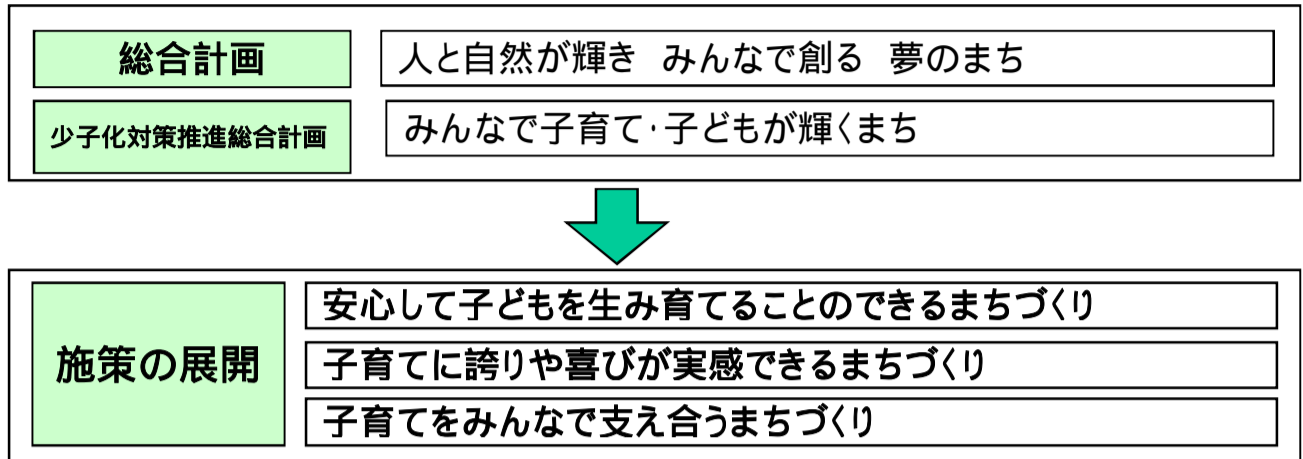 総合計画
人と自然が輝き みんなで創る 夢のまち
少子化対策推進総合計画
みんなで子育て・子どもが輝くまち
施策の展開
安心して子どもを生み育てることのできるまちづくり
子育てに誇りや喜びが実感できるまちづくり
子育てをみんなで支え合うまちづくり